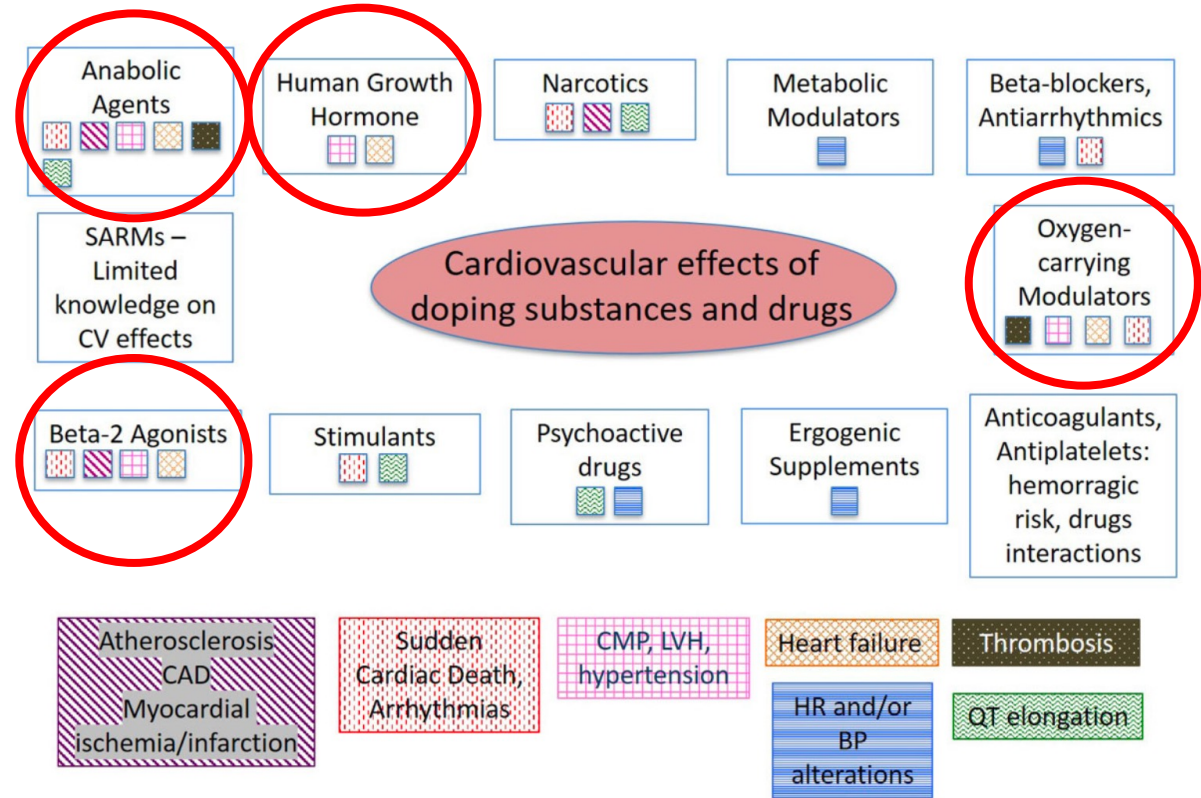 Anabolic
Agents
Human Growth
Hormone
Narcotics
Metabolic
Modulators
Beta-blockers,
Antiarrhythmics
SARMs –
Limited
knowledge on
CV effects
Cardiovascular effects of
doping substances and drugs
Oxygen-
carrying
Modulators
Beta-2 Agonists
Stimulants
Psychoactive
drugs
Ergogenic
Supplements
Anticoagulants,
Antiplatelets:
hemorragic
risk, drugs
interactions
Atherosclerosis
CAD
Myocardial
ischemia/infarction
Sudden
Cardiac Death,
Arrhythmias
CMP, LVH,
hypertension
Heart failure
Thrombosis
HR and/or
BP
alterations
QT elongation